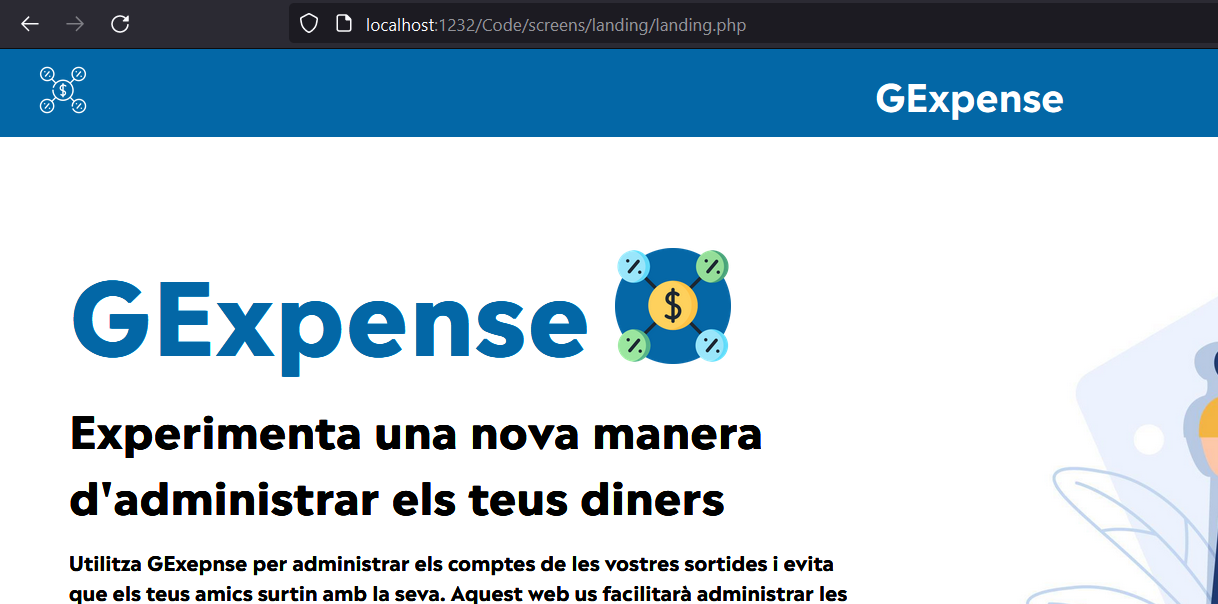 localhost:1232/Code/screens/landing/landing.php
$
GExpense
GExpense
$
Experimenta una nova manera
d'administrar els teus diners
Utilitza GExepnse per administrar els comptes de les vostres sortides i evita
que els teus amics surtin amb la seva. Aquest web us facilitarà administrar les